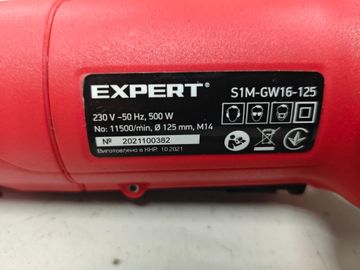 EXPERT®
S1M-GW16-125
230 V ~50 Hz, 500 W
No: 11500/min, Ø 125 mm, M14
№ 2021100382
Виготовлено в КНР. 10.2021